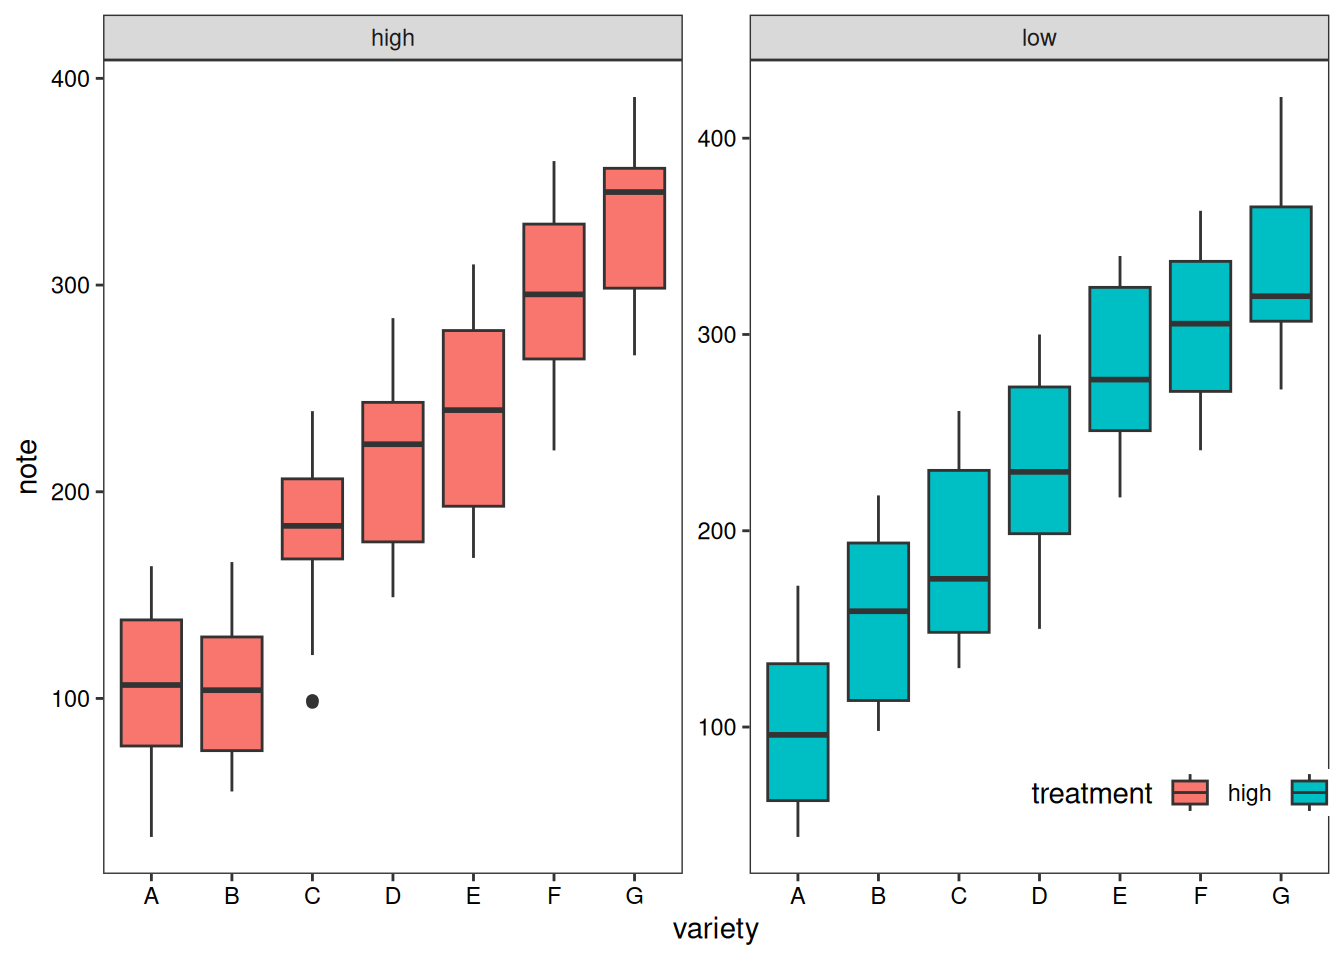 high
low
400
300
200
100
400
300
200
100
note
treatment high
A B C D E F G
A B C D E F G
variety